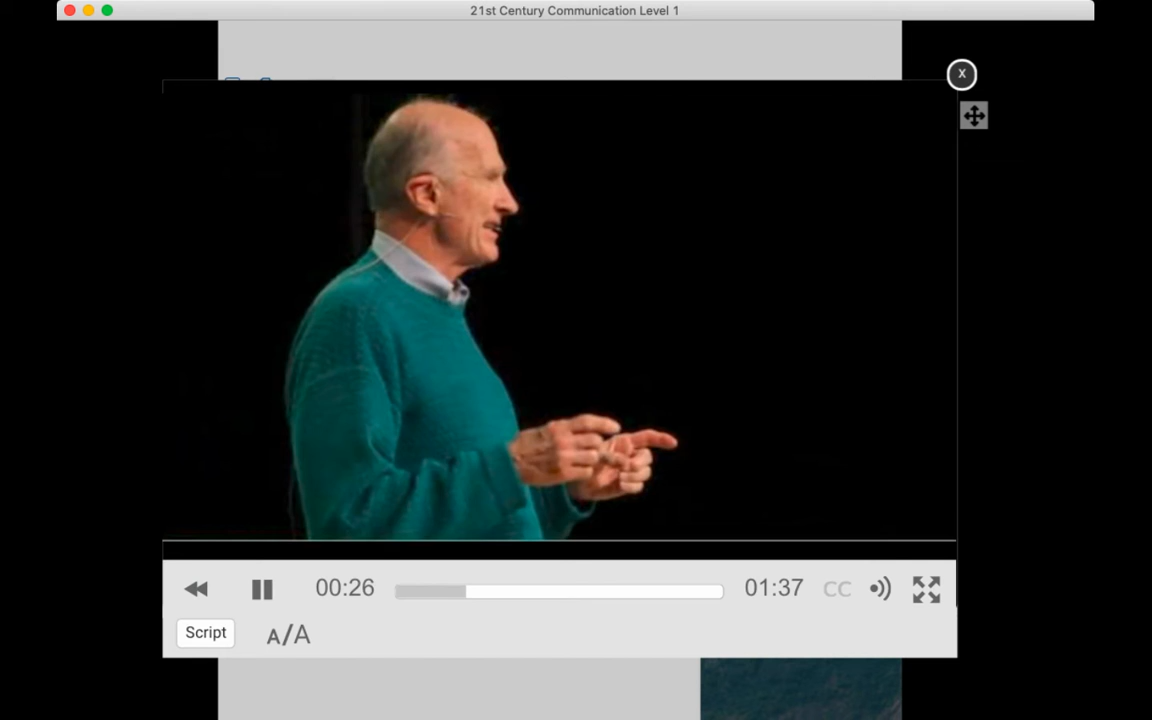 21st Century Communication Level 1
X
00:26
01:37
CC
Script
A/A